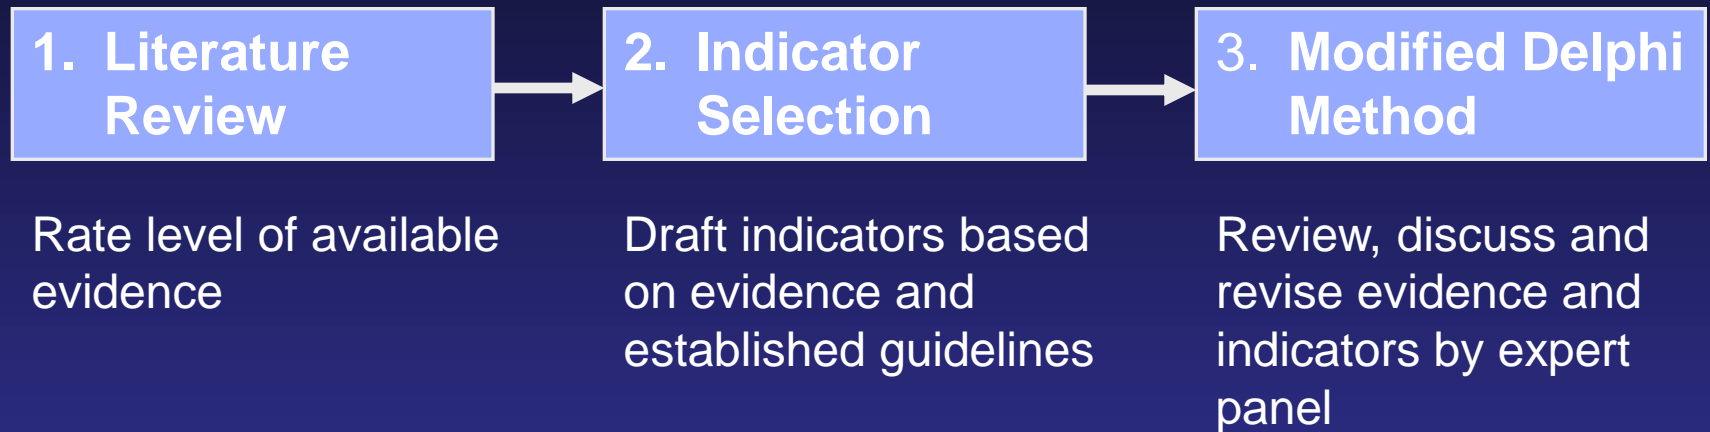 1. Literature
Review
Rate level of available
evidence
2. Indicator
Selection
Draft indicators based
on evidence and
established guidelines
3. Modified Delphi
Method
Review, discuss and
revise evidence and
indicators by expert
panel